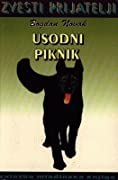 ZVESTI PRIJATELJI
Bogdan Novak
USODNI
PIKNIK